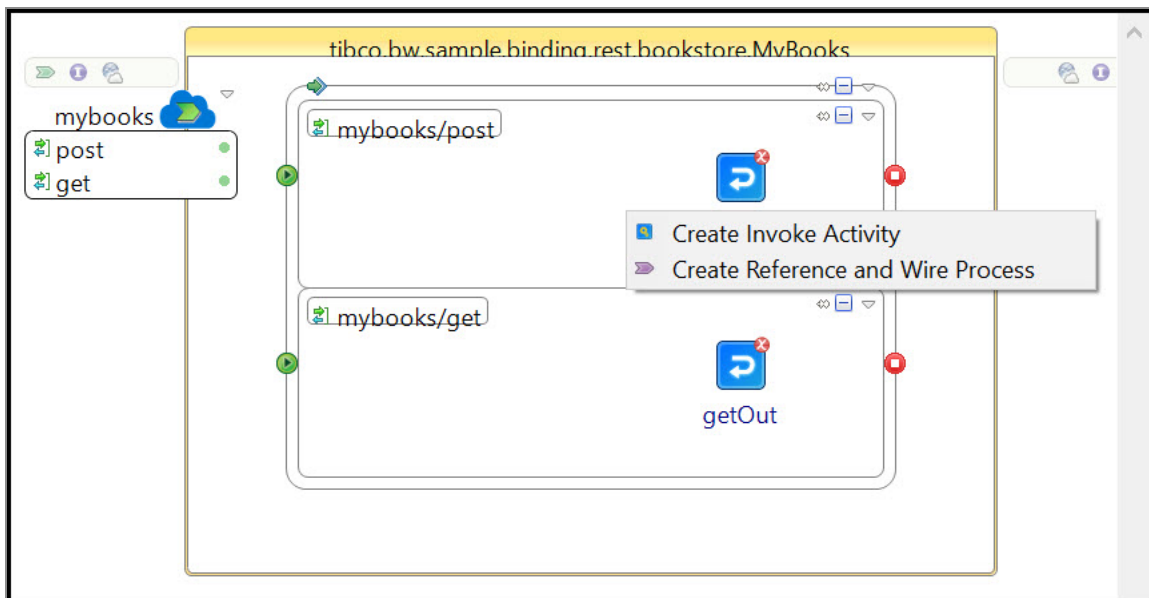 tibco.bw.sample.binding.rest.bookstore.MyBooks
mybooks
post
get
mybooks/post
Create Invoke Activity
Create Reference and Wire Process
mybooks/get
getOut